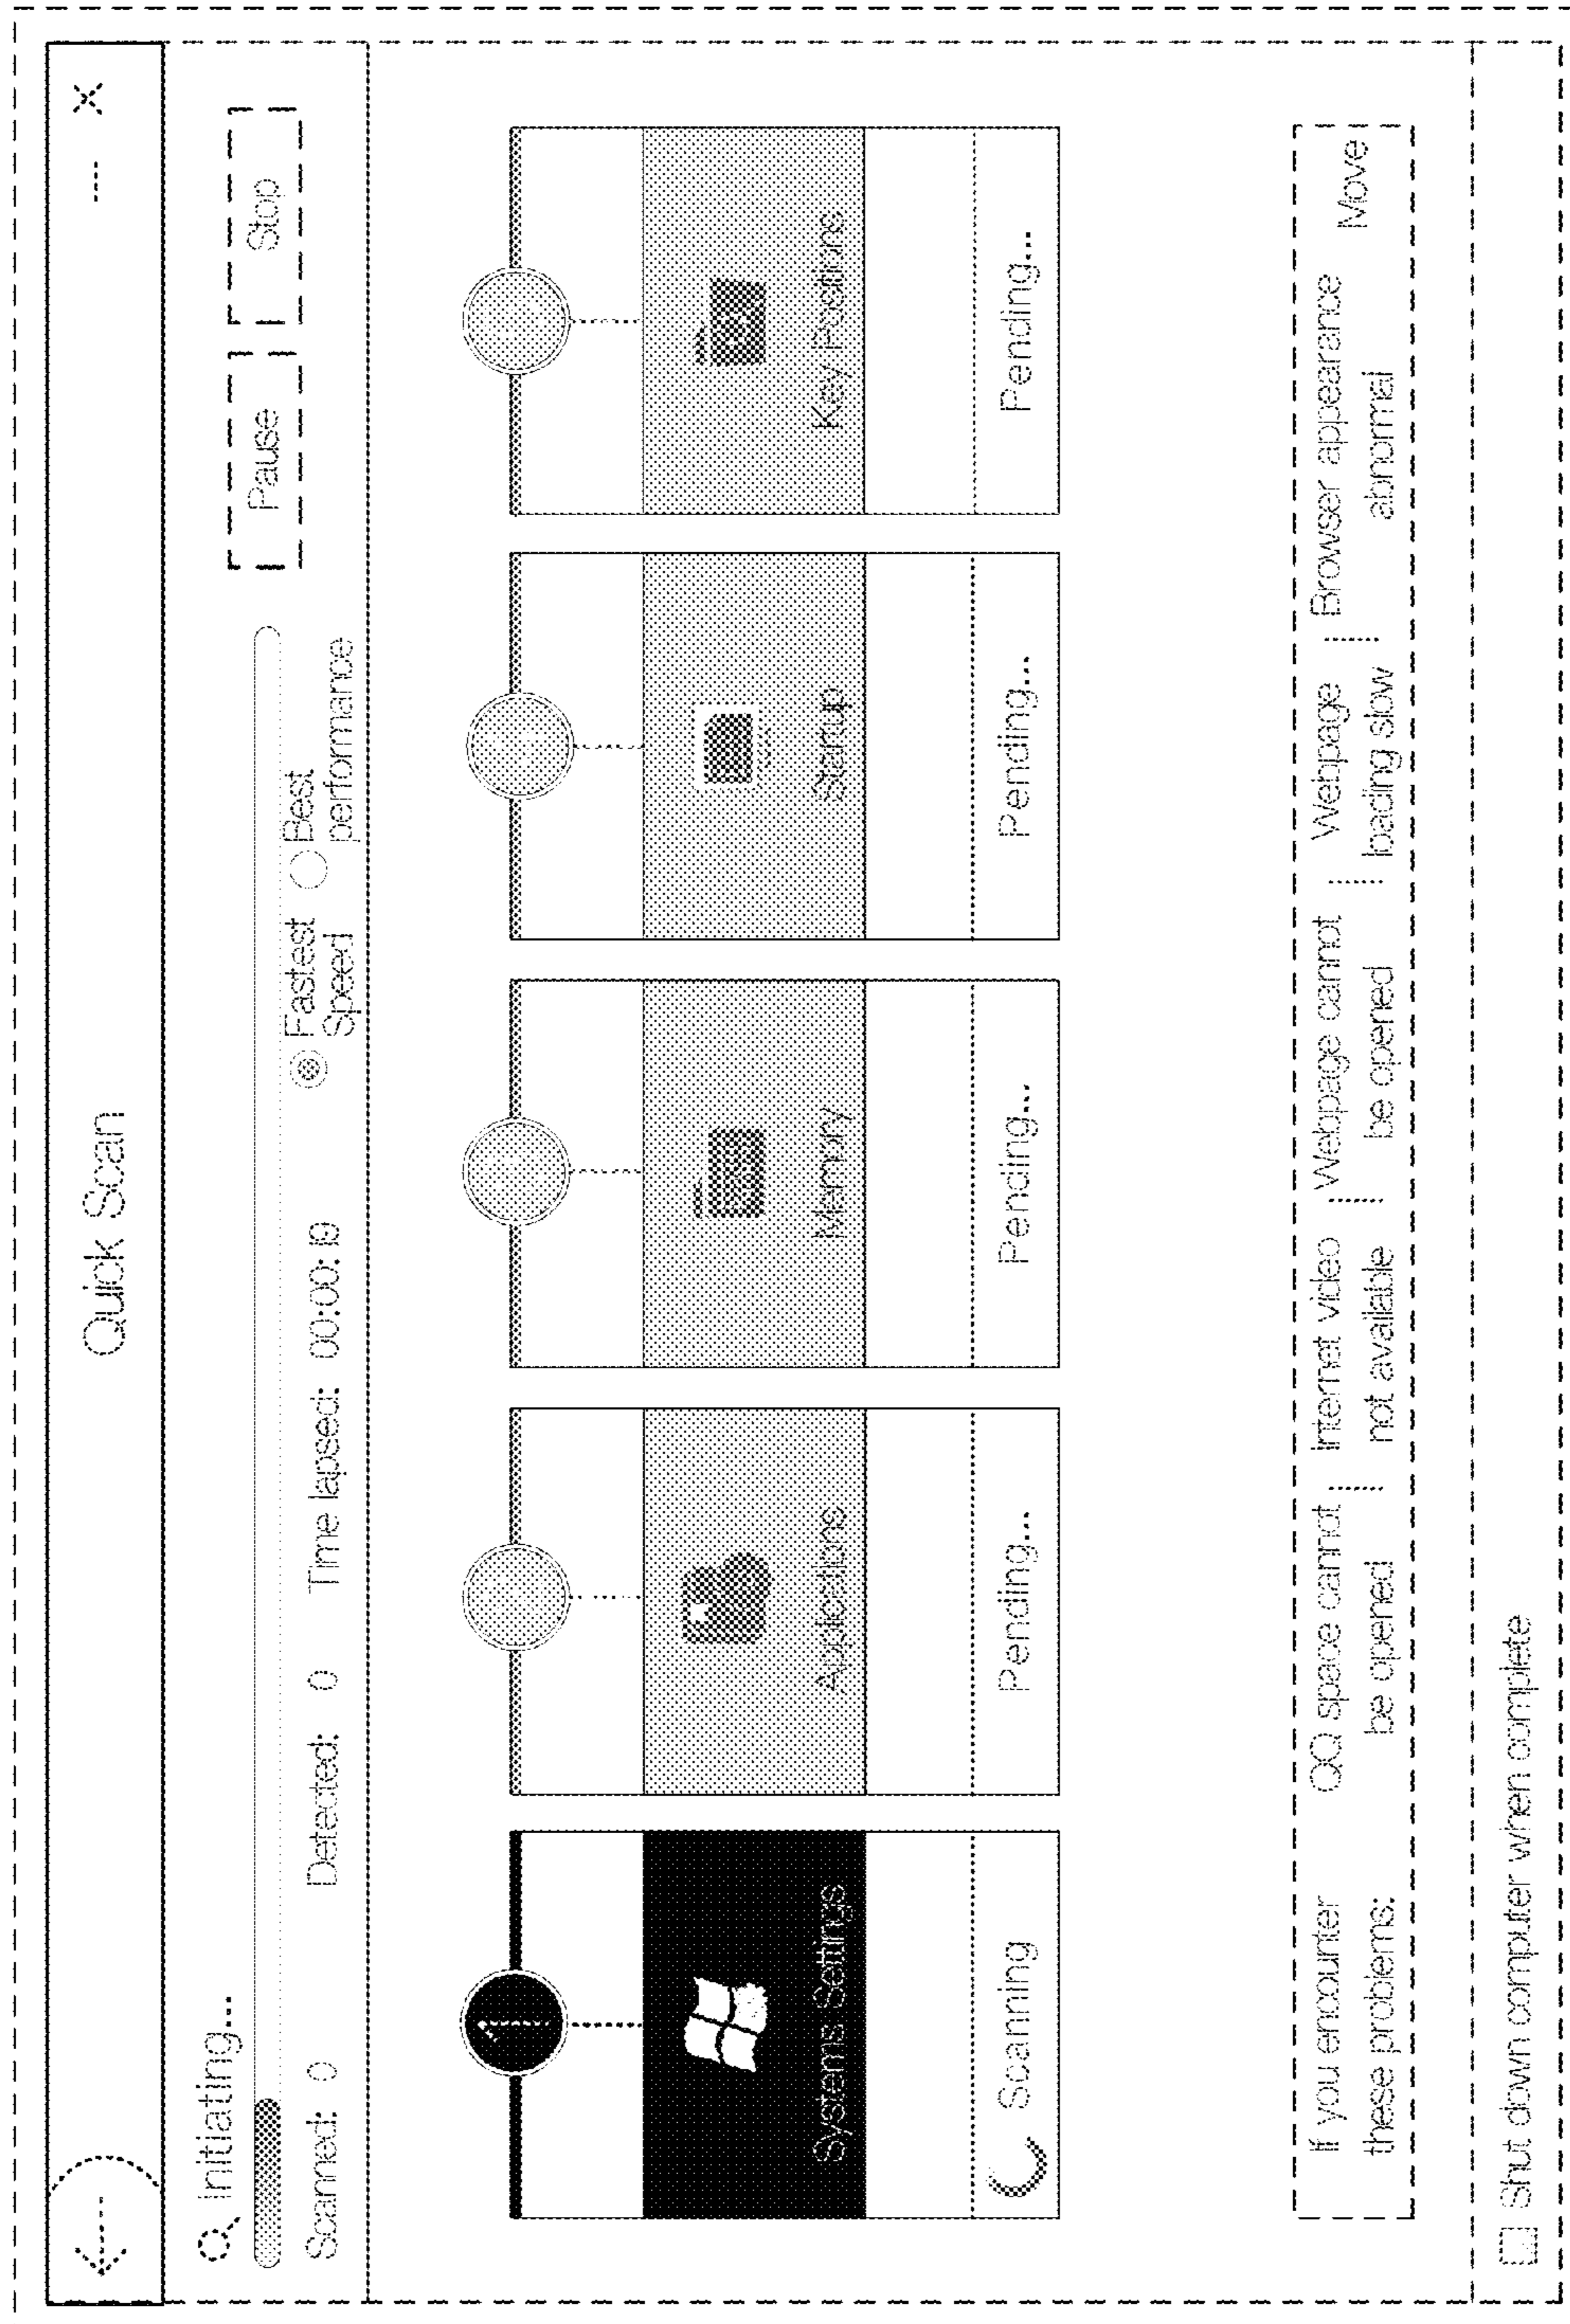 Quick Scan
Initiating...
Pause
Stop
Fastest
Speed
Best
performance
Scanned: 0
Detected: 0
Time lapsed: 00:00:19
1
Systems Settings
Applications
Memory
Startup
Key Positions
Scanning
Pending...
Pending...
Pending...
Pending...
If you encounter
these problems:
QQ space cannot
be opened
Internet video
not available
Webpage cannot
be opened
Webpage
loading slow
Browser appearance
abnormal
Move
Shut down computer when complete